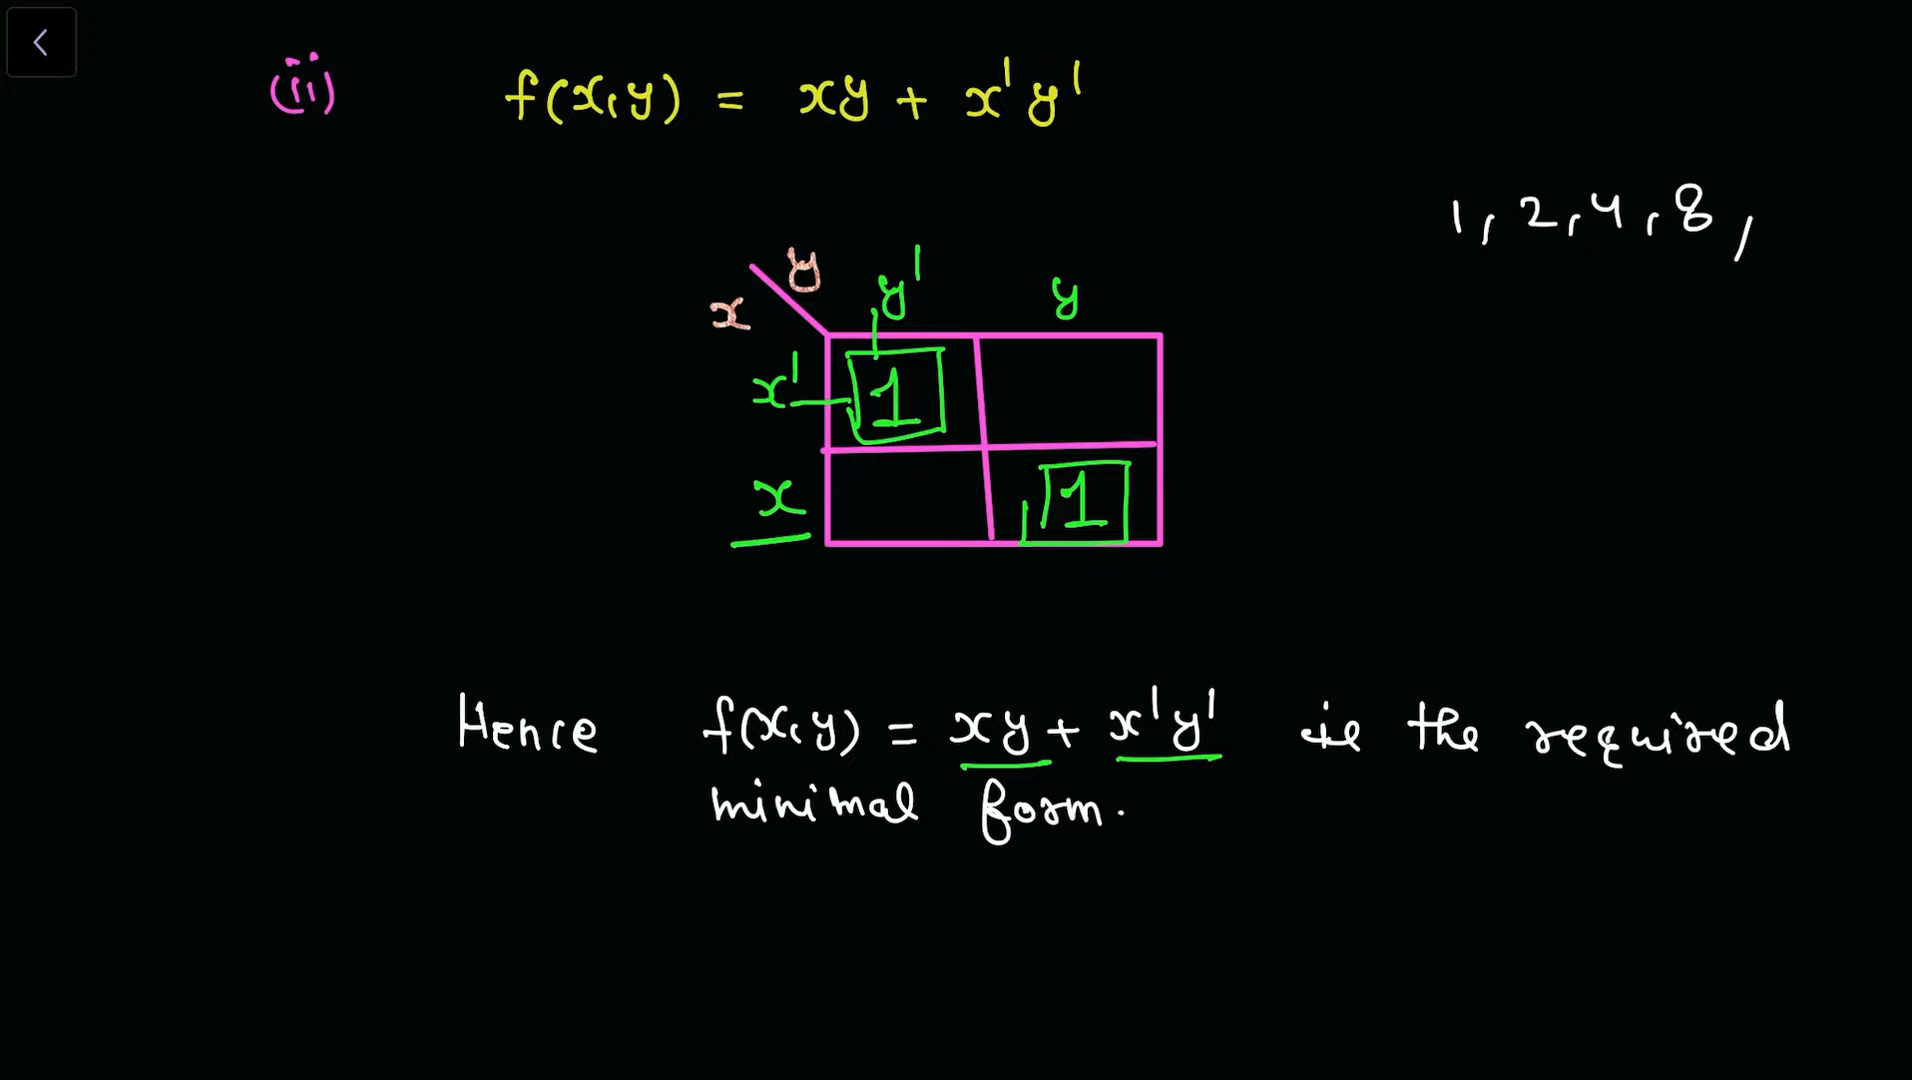 (ii) f(x,y) = xy + x'y'
1, 2, 4, 8,
y y' y
x
x' 1
x 1
Hence f(x,y) = xy + x'y' is the required
minimal form.